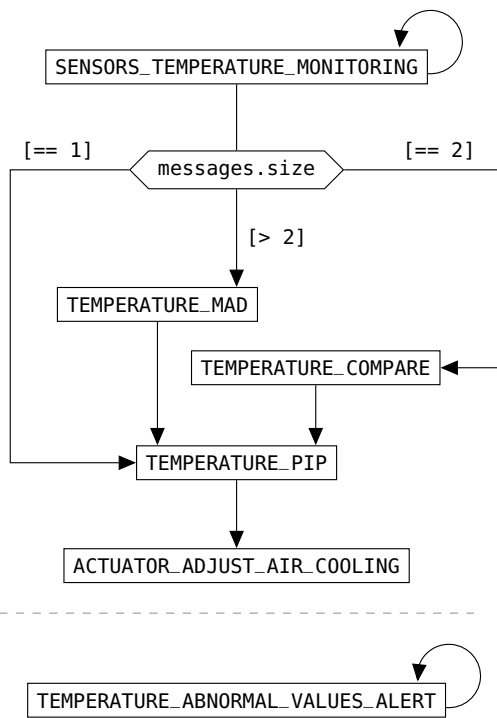 SENSORS_TEMPERATURE_MONITORING
[== 1]
messages.size
[== 2]
[> 2]
TEMPERATURE_MAD
TEMPERATURE_COMPARE
TEMPERATURE_PIP
ACTUATOR_ADJUST_AIR_COOLING
TEMPERATURE_ABNORMAL_VALUES_ALERT